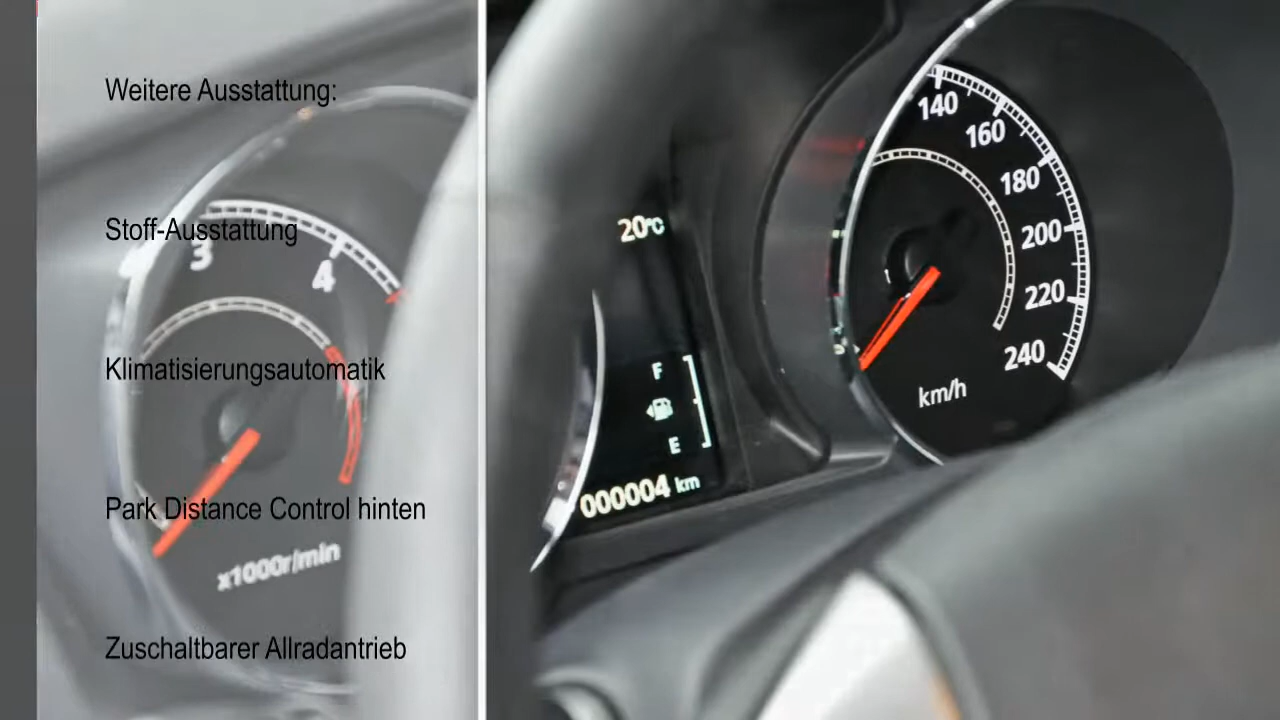 Weitere Ausstattung:
Stoff-Ausstattung
3
4
Klimatisierungsautomatik
Park Distance Control hinten
x1000r/min
Zuschaltbarer Allradantrieb
20°C
F
E
000004 km
140
160
180
200
220
240
km/h